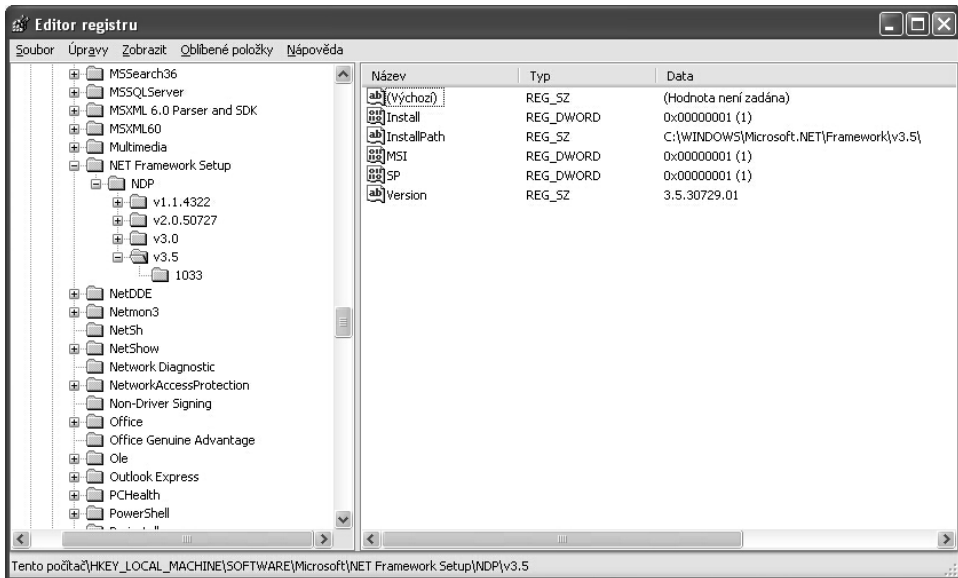 Editor registru
Soubor Úpravy Zobrazit Oblíbené položky Nápověda
MSSearch36
MSSQLServer
MSXML 6.0 Parser and SDK
MSXML60
Multimedia
NET Framework Setup
NDP
v1.1.4322
v2.0.50727
v3.0
v3.5
1033
NetDDE
Netmon3
NetSh
NetShow
Network Diagnostic
NetworkAccessProtection
Non-Driver Signing
Office
Office Genuine Advantage
Ole
Outlook Express
PCHealth
PowerShell
Název Typ Data
(Výchozí) REG_SZ (Hodnota není zadána)
Install REG_DWORD 0x00000001 (1)
InstallPath REG_SZ C:\WINDOWS\Microsoft.NET\Framework\v3.5\
MSI REG_DWORD 0x00000001 (1)
SP REG_DWORD 0x00000001 (1)
Version REG_SZ 3.5.30729.01
Tento počítač\HKEY_LOCAL_MACHINE\SOFTWARE\Microsoft\NET Framework Setup\NDP\v3.5